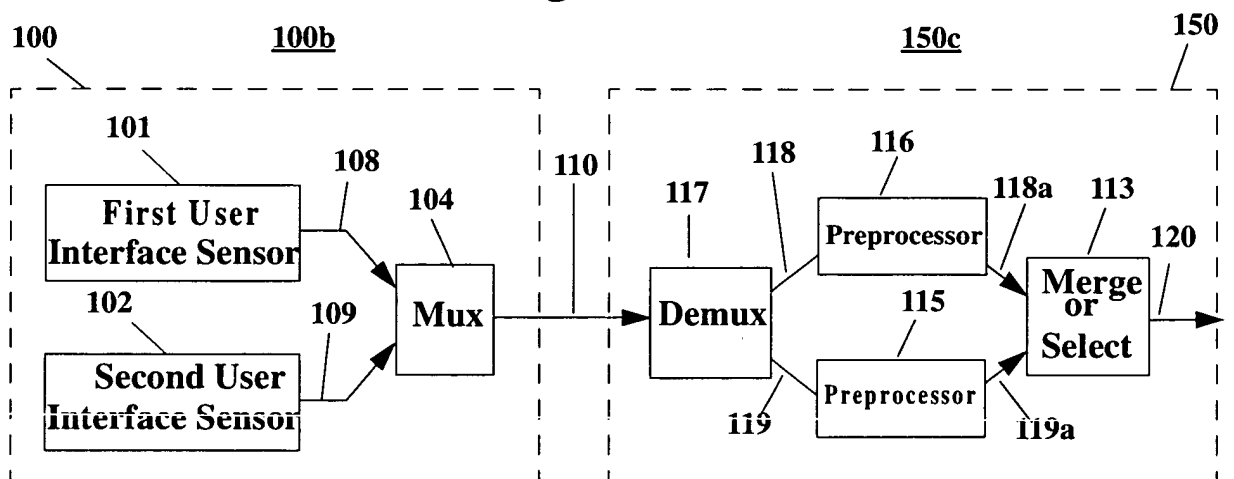 100
100b
150c
150
101
108
110
118
116
118a
113
120
104
117
First User
Interface Sensor
Preprocessor
Merge
or
Select
Mux
Demux
102
109
115
Second User
Interface Sensor
Preprocessor
119
119a